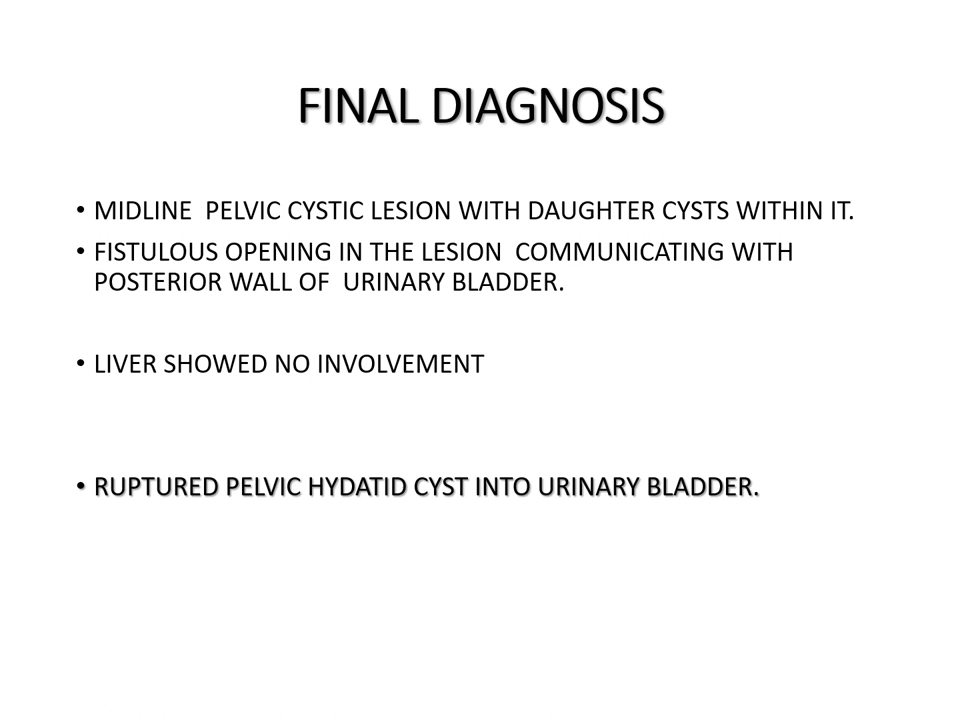 FINAL DIAGNOSIS
• MIDLINE  PELVIC CYSTIC LESION WITH DAUGHTER CYSTS WITHIN IT.
• FISTULOUS OPENING IN THE LESION  COMMUNICATING WITH
POSTERIOR WALL OF  URINARY BLADDER.
• LIVER SHOWED NO INVOLVEMENT
• RUPTURED PELVIC HYDATID CYST INTO URINARY BLADDER.